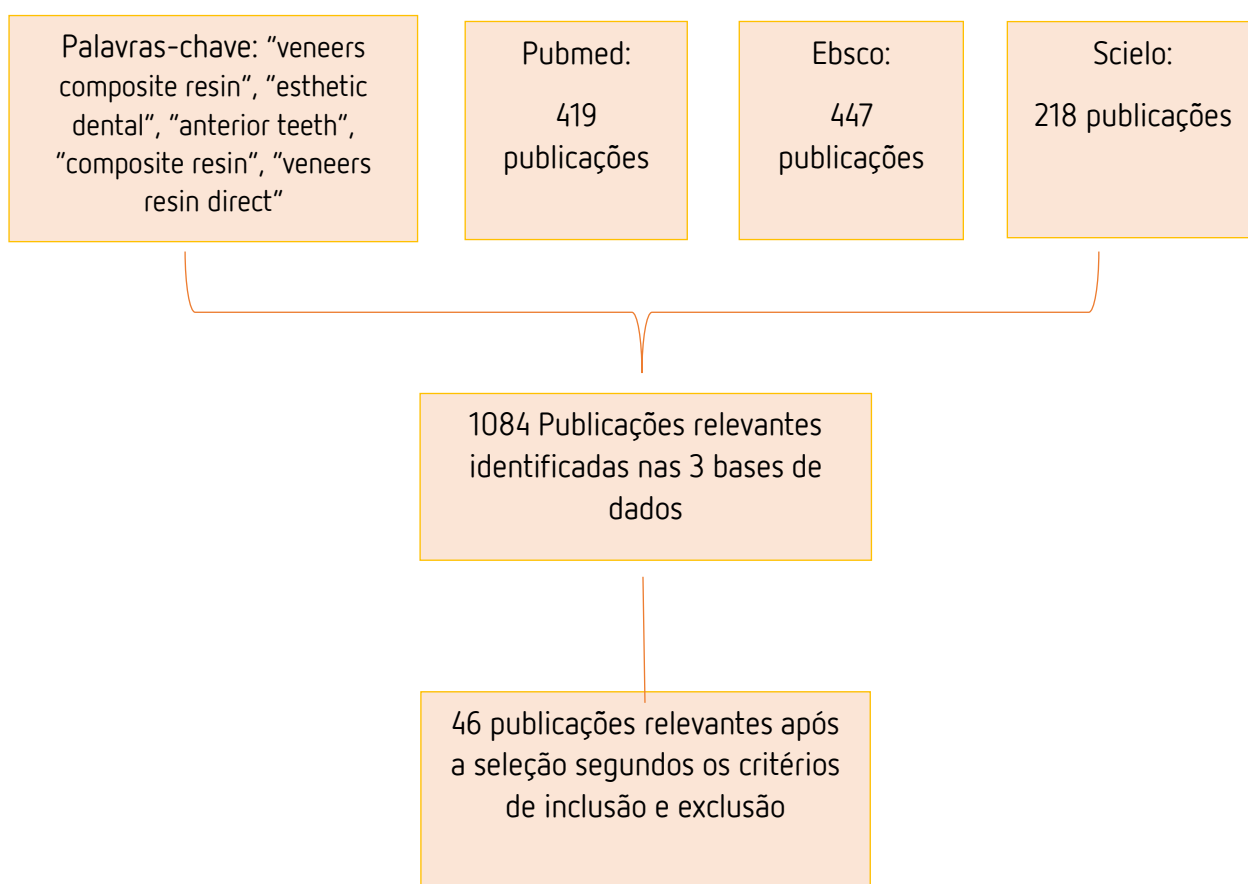 Palavras-chave: “veneers
composite resin”, “esthetic
dental”, “anterior teeth”,
“composite resin”, “veneers
resin direct”
Pubmed:
419
publicações
Ebsco:
447
publicações
Scielo:
218 publicações
1084 Publicações relevantes
identificadas nas 3 bases de
dados
46 publicações relevantes após
a seleção segundos os critérios
de inclusão e exclusão